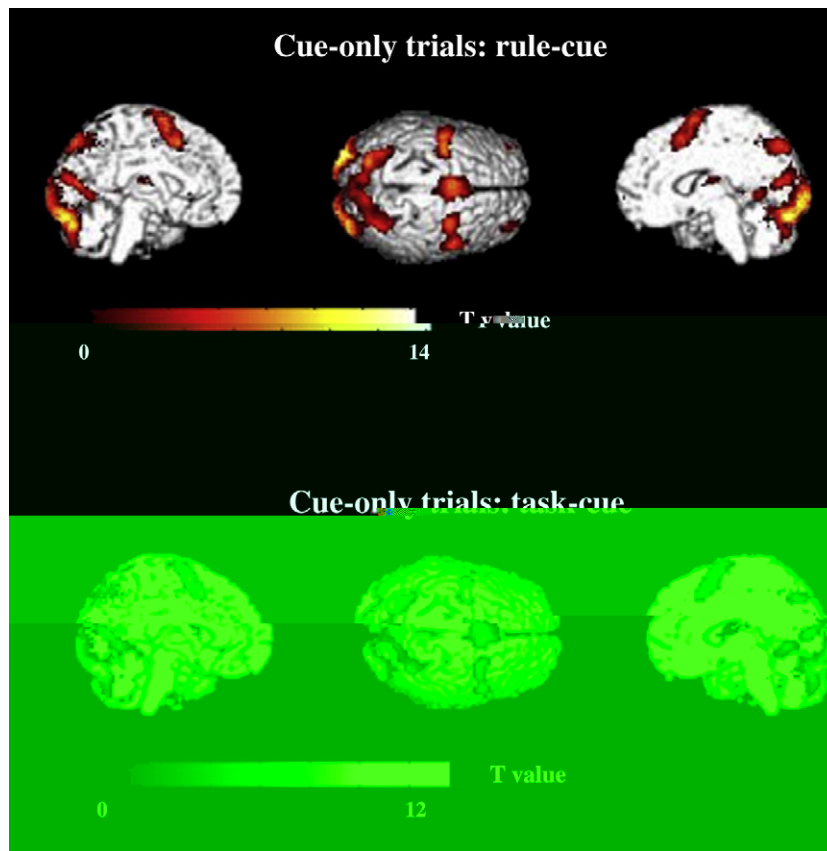 Cue-only trials: rule-cue
T value
0 14
Cue-only trials: task-cue
T value
0 12